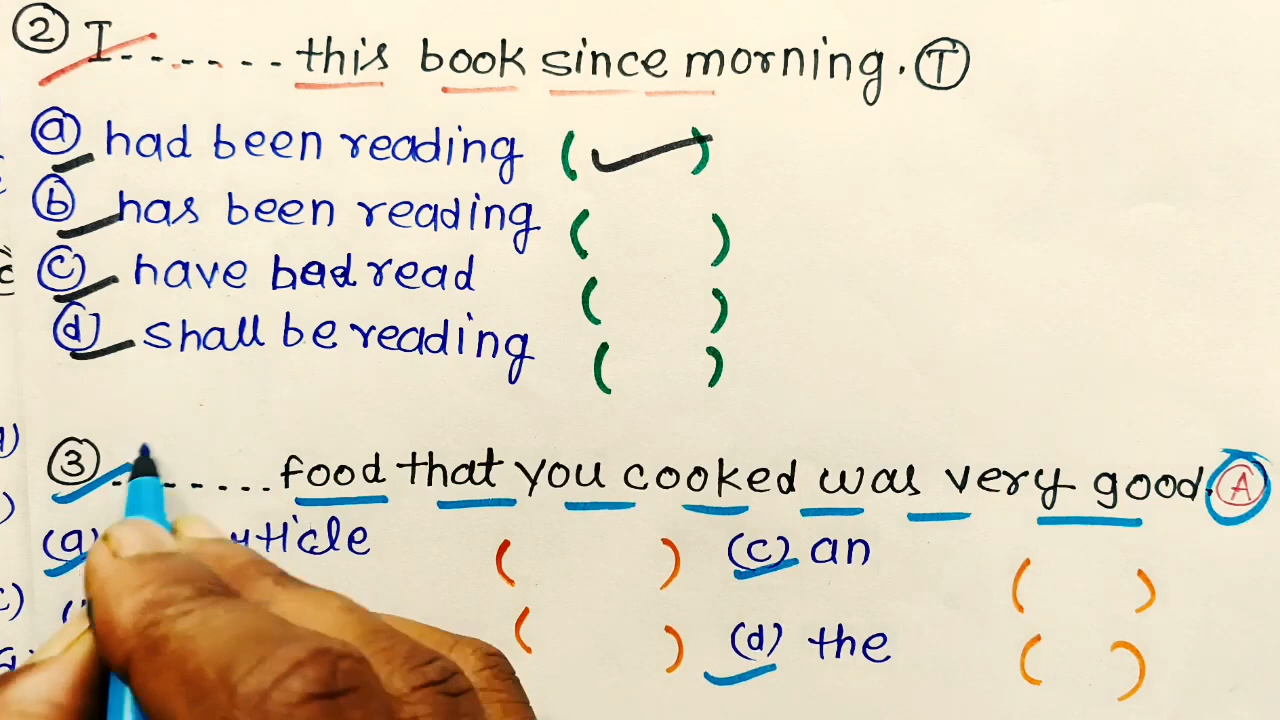 ② I....... this book since morning. Ⓣ
ⓐ had been reading ( ✓ )
ⓑ has been reading ( )
ⓒ have bad read ( )
ⓓ shall be reading ( )
③ ........ food that you cooked was very good. Ⓐ
(a) ( ) (c) an ( )
( ) (d) the ( )